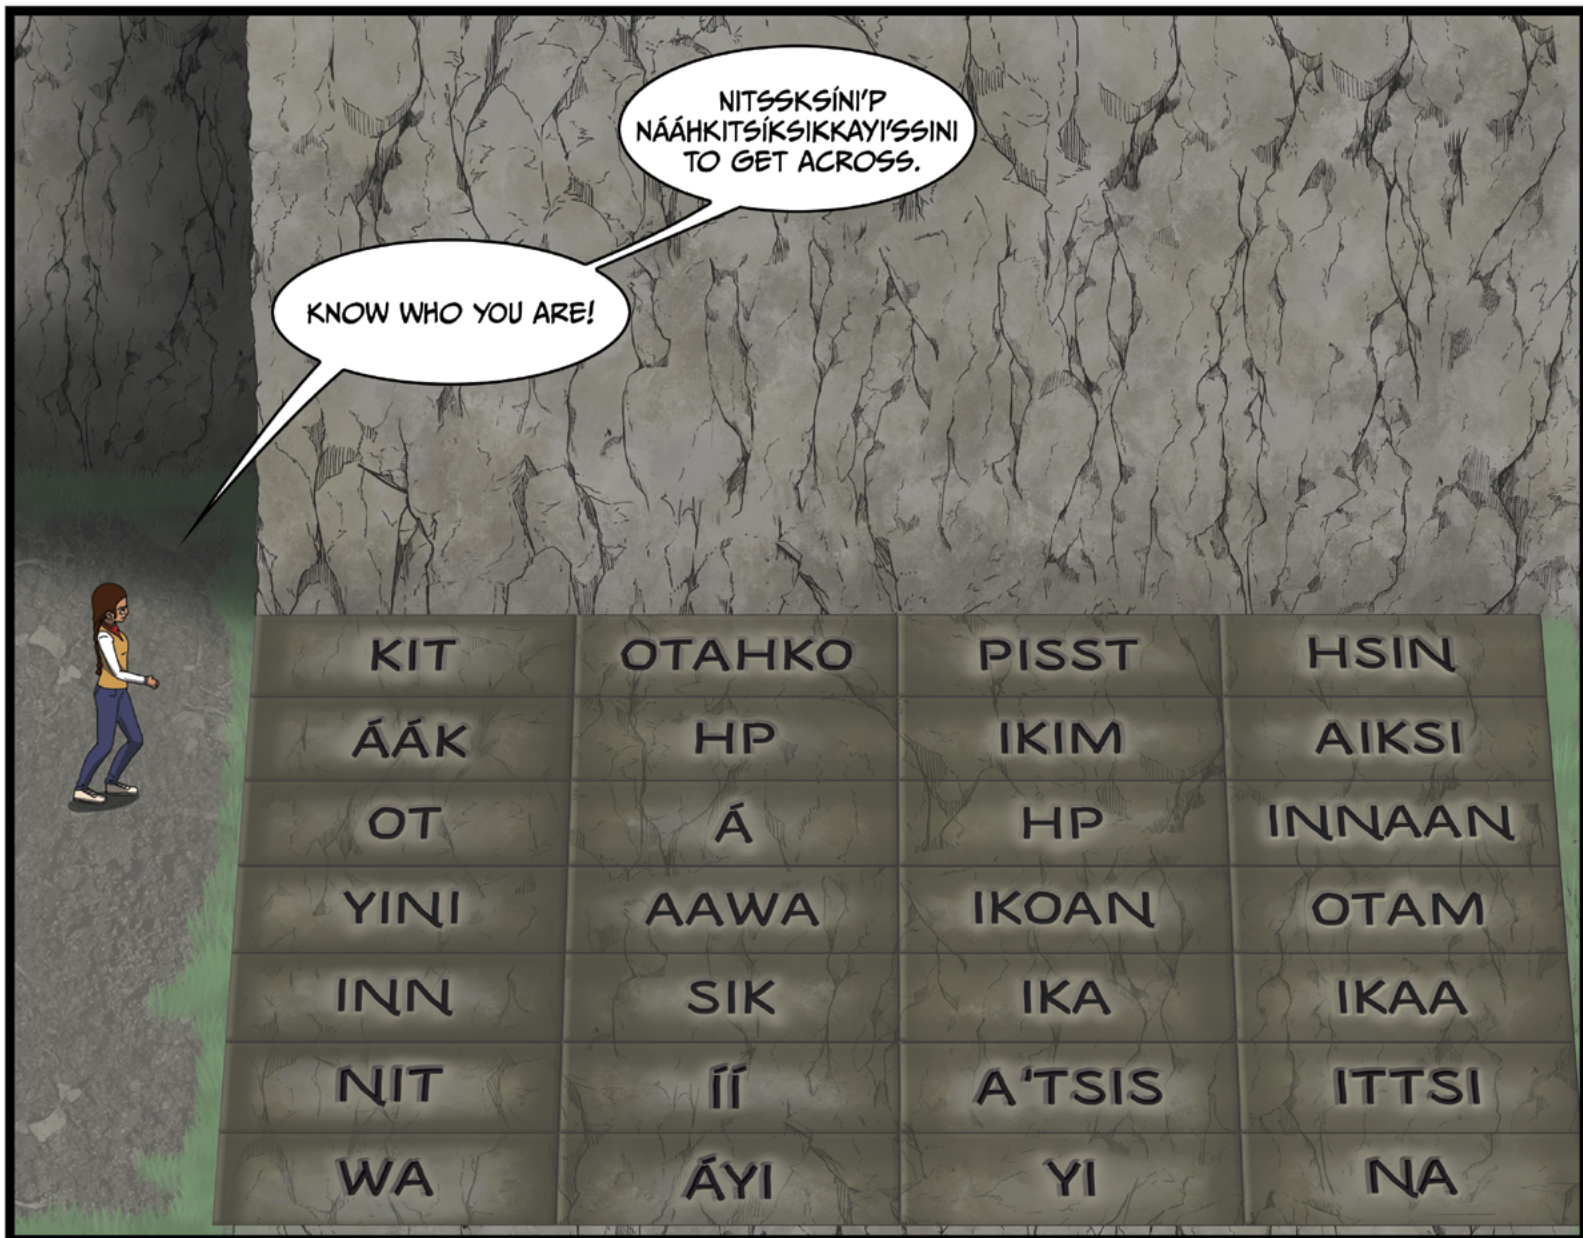 NITSSKSÍNI'P
NÁÁHKITSÍKSIKKAYI'SSINI
TO GET ACROSS.
KNOW WHO YOU ARE!
KIT OTAHKO PISST HSIN
ÁÁK HP IKIM AIKSI
OT Á HP INNAAN
YINI AAWA IKOAN OTAM
INN SIK IKA IKAA
NIT ÍÍ A'TSIS ITTSI
WA ÁYI YI NA